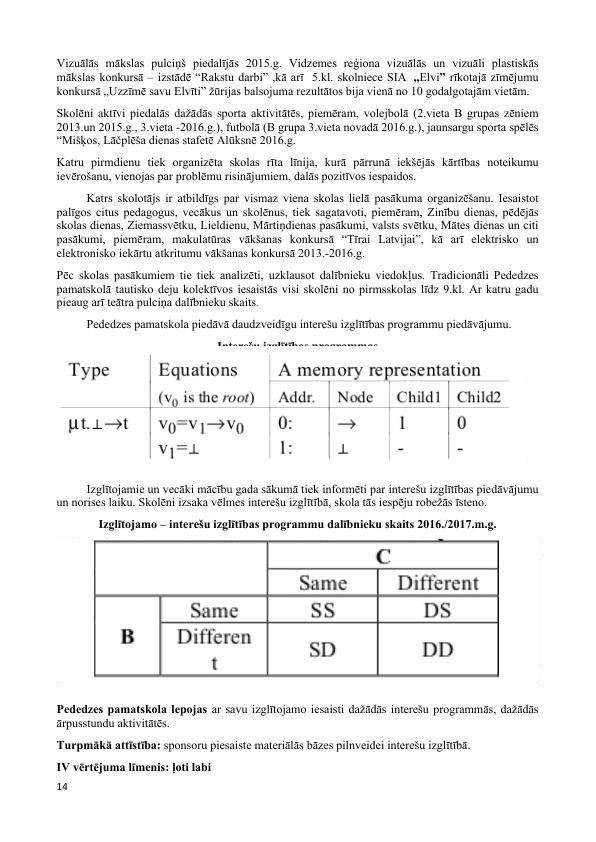 Vizuālās mākslas pulciņš piedalījās 2015.g. Vidzemes reģiona vizuālās un vizuāli plastiskās
mākslas konkursā – izstādē “Rakstu darbi” ,kā arī 5.kl. skolniece SIA „Elvi” rīkotajā zīmējumu
konkursā „Uzzīmē savu Elvīti” žūrijas balsojuma rezultātos bija vienā no 10 godalgotajām vietām.
Skolēni aktīvi piedalās dažādās sporta aktivitātēs, piemēram, volejbolā (2.vieta B grupas zēniem
2013.un 2015.g., 3.vieta -2016.g.), futbolā (B grupa 3.vieta novadā 2016.g.), jaunsargu sporta spēlēs
“Mišķos, Lāčplēša dienas stafetē Alūksnē 2016.g.
Katru pirmdienu tiek organizēta skolas rīta līnija, kurā pārrunā iekšējās kārtības noteikumu
ievērošanu, vienojas par problēmu risinājumiem, dalās pozitīvos iespaidos.
Katrs skolotājs ir atbildīgs par vismaz viena skolas lielā pasākuma organizēšanu. Iesaistot
palīgos citus pedagogus, vecākus un skolēnus, tiek sagatavoti, piemēram, Zinību dienas, pēdējās
skolas dienas, Ziemassvētku, Lieldienu, Mārtiņdienas pasākumi, valsts svētku, Mātes dienas un citi
pasākumi, piemēram, makulatūras vākšanas konkursā “Tīrai Latvijai”, kā arī elektrisko un
elektronisko iekārtu atkritumu vākšanas konkursā 2013.-2016.g.
Pēc skolas pasākumiem tie tiek analizēti, uzklausot dalībnieku viedokļus. Tradicionāli Pededzes
pamatskolā tautisko deju kolektīvos iesaistās visi skolēni no pirmsskolas līdz 9.kl. Ar katru gadu
pieaug arī teātra pulciņa dalībnieku skaits.
Pededzes pamatskola piedāvā daudzveidīgu interešu izglītības programmu piedāvājumu.
Interešu izglītības programmas
Type Equations A memory representation
(v₀ is the root) Addr. Node Child1 Child2
μt.⊥→t v₀=v₁→v₀ 0: → 1 0
v₁=⊥ 1: ⊥ - -
Izglītojamie un vecāki mācību gada sākumā tiek informēti par interešu izglītības piedāvājumu
un norises laiku. Skolēni izsaka vēlmes interešu izglītībā, skola tās iespēju robežās īsteno.
Izglītojamo – interešu izglītības programmu dalībnieku skaits 2016./2017.m.g.
C
Same Different
B Same SS DS
Differen SD DD
t
Pededzes pamatskola lepojas ar savu izglītojamo iesaisti dažādās interešu programmās, dažādās
ārpusstundu aktivitātēs.
Turpmākā attīstība: sponsoru piesaiste materiālās bāzes pilnveidei interešu izglītībā.
IV vērtējuma līmenis: ļoti labi
14